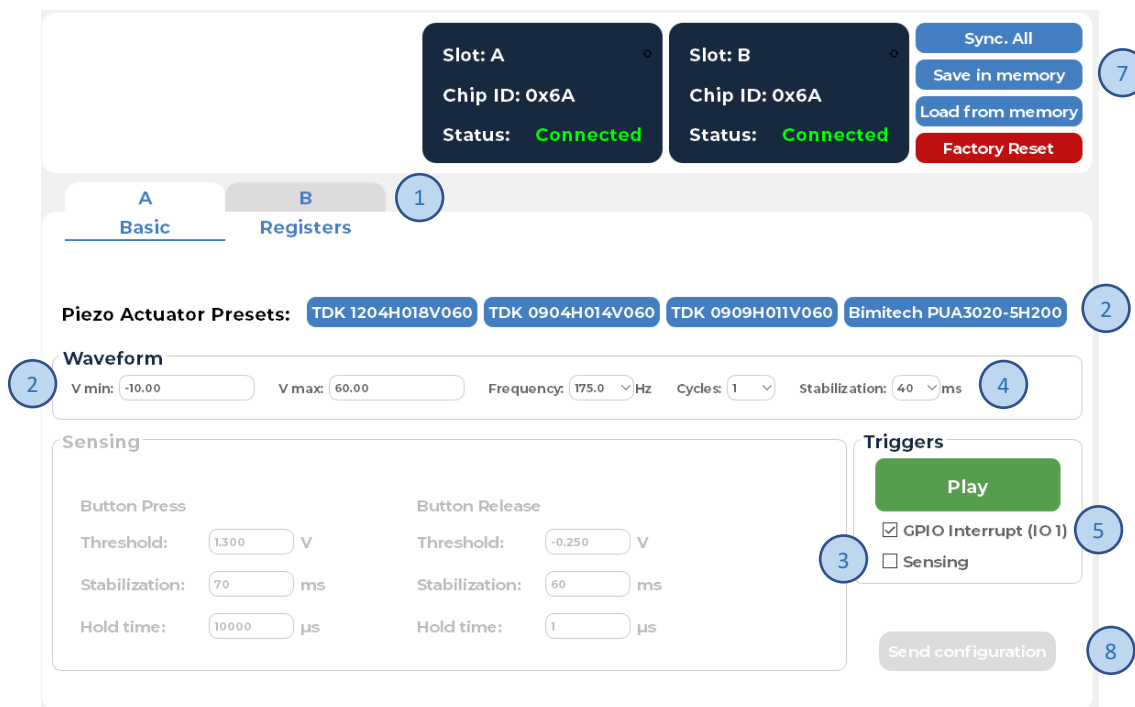 Slot: A
Chip ID: 0x6A
Status: Connected
Slot: B
Chip ID: 0x6A
Status: Connected
Sync. All
Save in memory
Load from memory
Factory Reset
7
A
B
1
Basic
Registers
Piezo Actuator Presets: TDK 1204H018V060 TDK 0904H014V060 TDK 0909H011V060 Bimitech PUA3020-5H200
2
Waveform
2
V min: -10.00 V max: 60.00 Frequency: 175.0 Hz Cycles: 1 Stabilization: 40 ms
4
Sensing
Button Press
Threshold: 1.300 V
Stabilization: 70 ms
Hold time: 10000 µs
Button Release
Threshold: -0.250 V
Stabilization: 60 ms
Hold time: 1 µs
Triggers
Play
GPIO Interrupt (IO 1)
5
3
Sensing
Send configuration
8